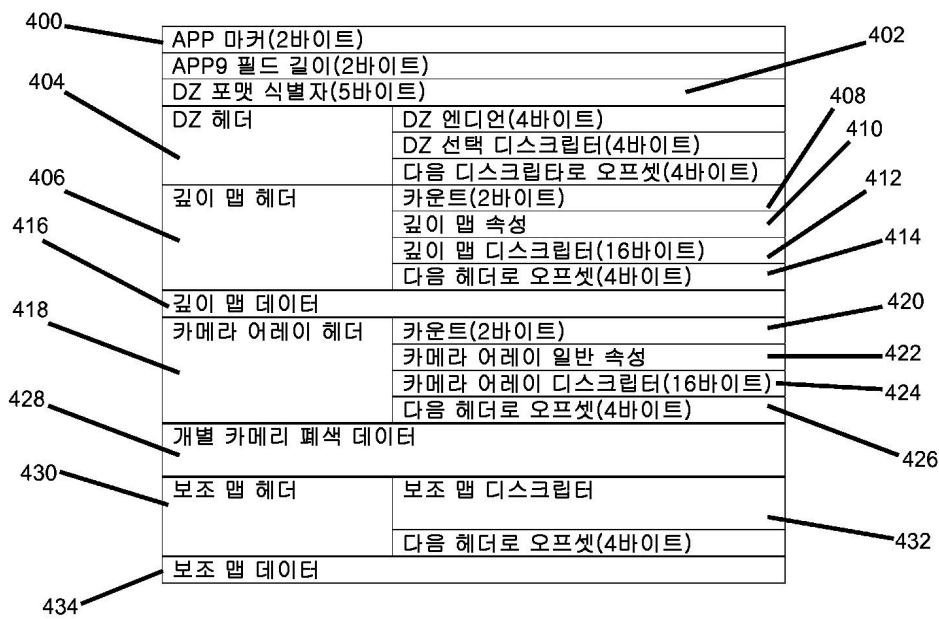 400
APP 마커(2바이트)
402
APP9 필드 길이(2바이트)
404
DZ 포맷 식별자(5바이트)
DZ 헤더
DZ 엔디언(4바이트)
408
DZ 선택 디스크립터(4바이트)
410
다음 디스크립타로 오프셋(4바이트)
406
깊이 맵 헤더
카운트(2바이트)
412
416
깊이 맵 속성
깊이 맵 디스크립터(16바이트)
414
다음 헤더로 오프셋(4바이트)
깊이 맵 데이터
418
420
카메라 어레이 헤더
카운트(2바이트)
카메라 어레이 일반 속성
422
카메라 어레이 디스크립터(16바이트)
424
428
다음 헤더로 오프셋(4바이트)
개별 카메리 폐색 데이터
426
430
보조 맵 헤더
보조 맵 디스크립터
432
다음 헤더로 오프셋(4바이트)
보조 맵 데이터
434